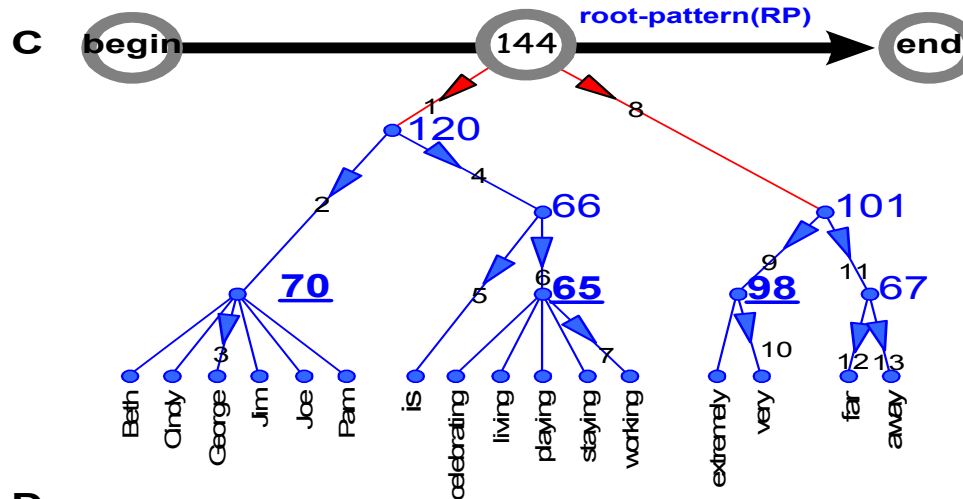 root-pattern(RP)
C
begin
144
end
1
8
120
2
4
66
101
9
11
70
5
6
65
98
67
3
7
10
12
13
Beth
Cindy
George
Jim
Joe
Pam
is
celebrating
living
playing
staying
working
extremely
very
far
away